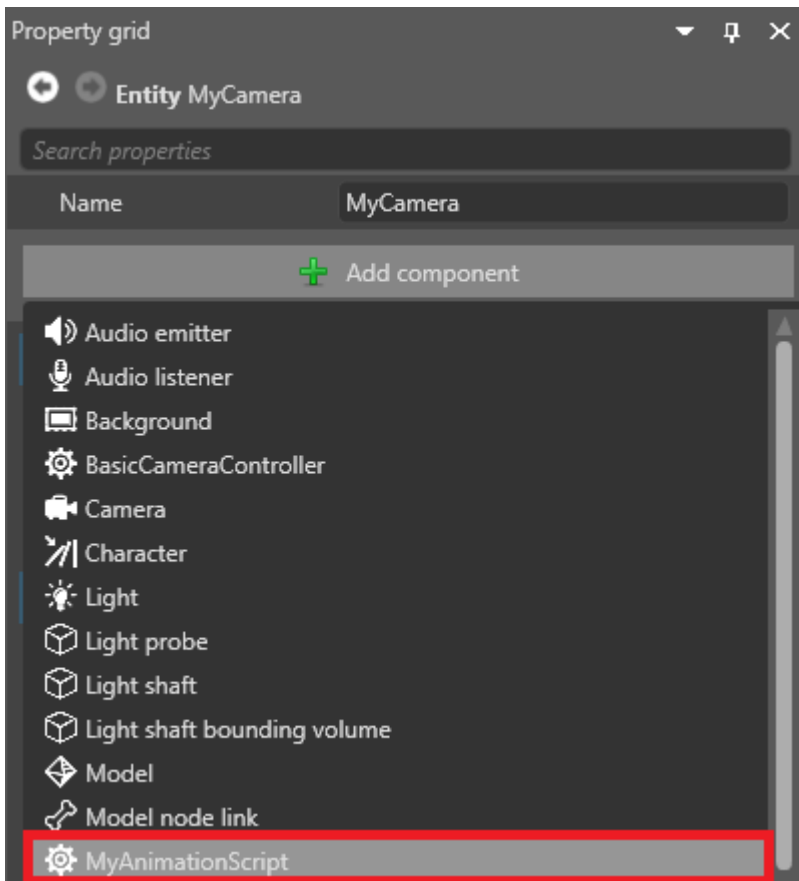 Property grid
Entity MyCamera
Search properties
Name MyCamera
Add component
Audio emitter
Audio listener
Background
BasicCameraController
Camera
Character
Light
Light probe
Light shaft
Light shaft bounding volume
Model
Model node link
MyAnimationScript